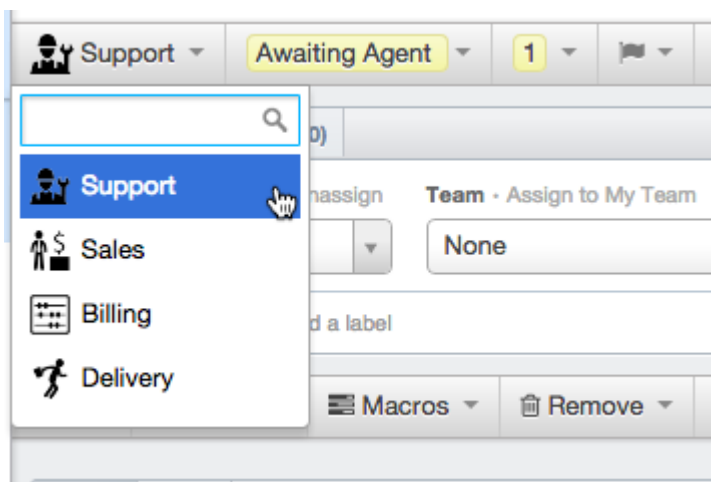 Support Awaiting Agent 1
0)
Support
nassign Team · Assign to My Team
Sales
None
Billing
d a label
Delivery
Macros Remove